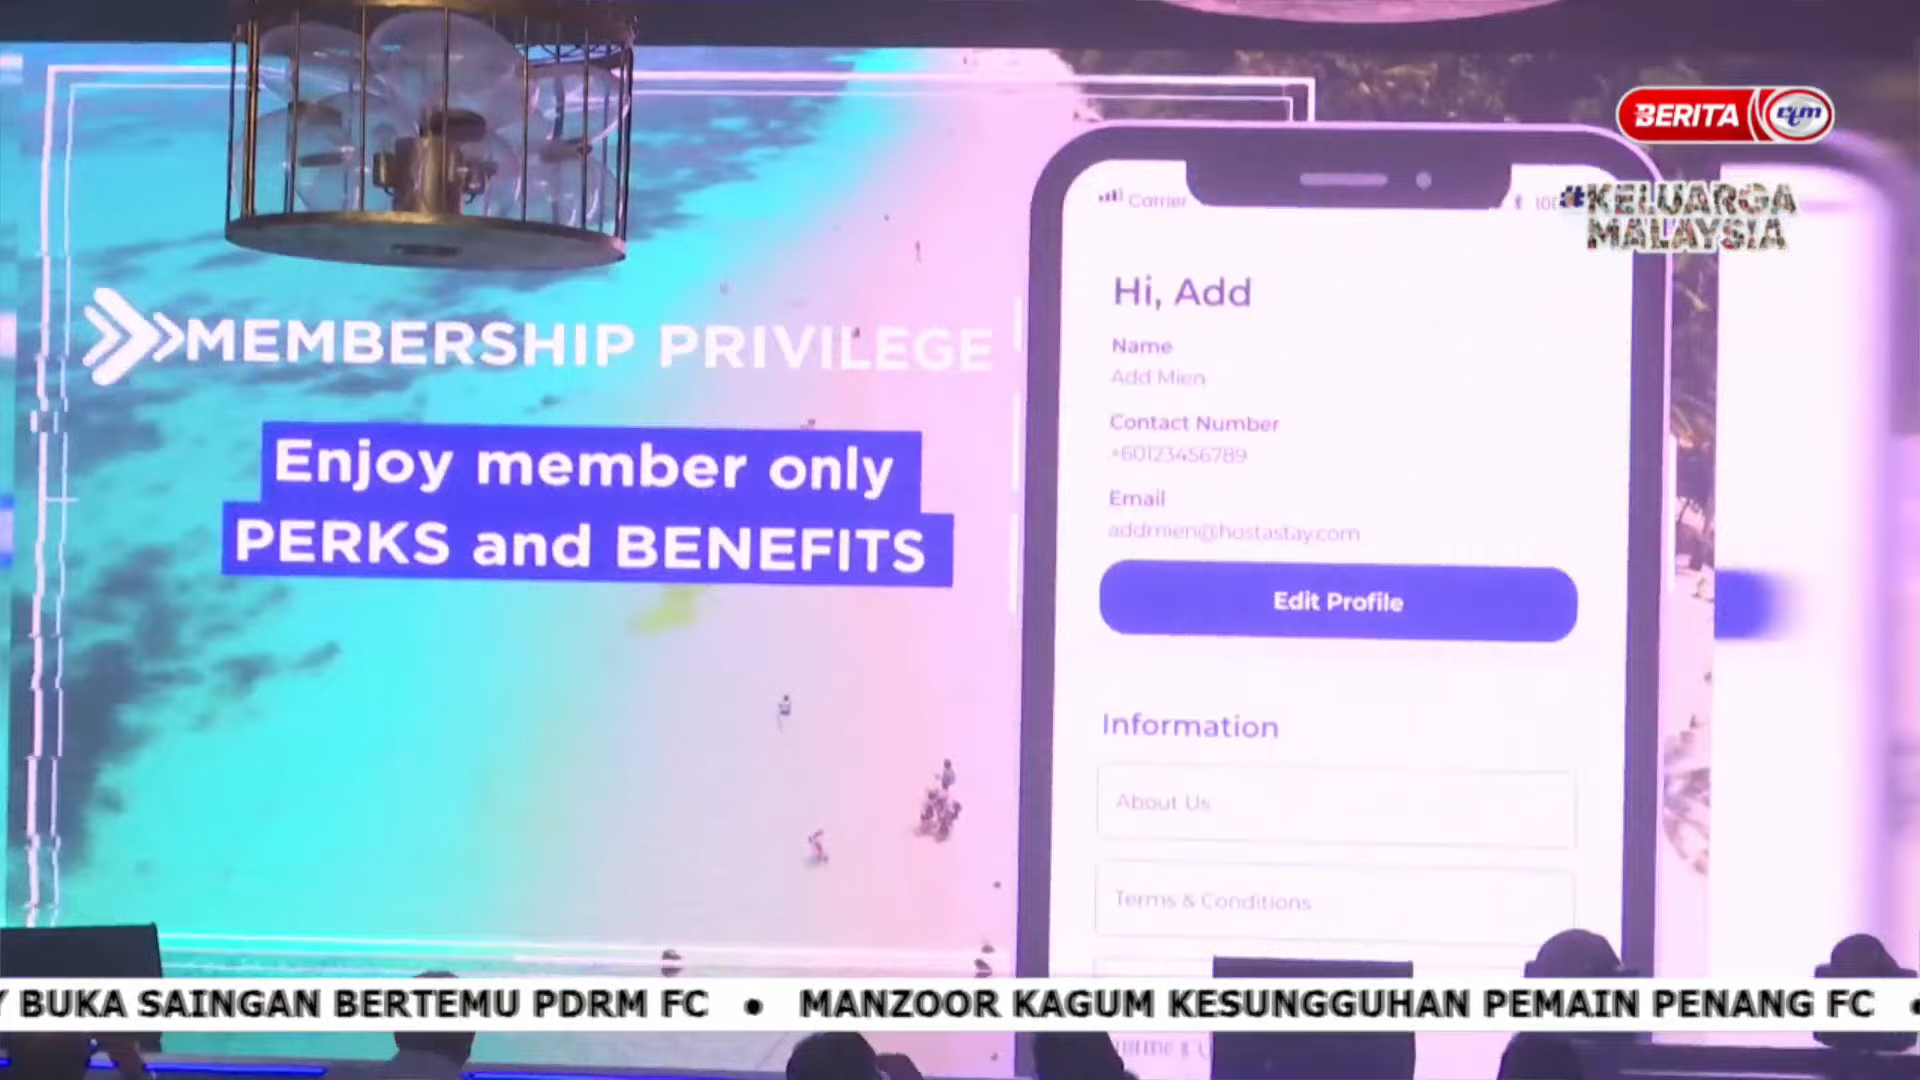 BERITA rtm
#KELUARGA
MALAYSIA
MEMBERSHIP PRIVILEGE
Enjoy member only
PERKS and BENEFITS
Carrier
Hi, Add
Name
Add Mien
Contact Number
+60123456789
Email
addmien@hostastay.com
Edit Profile
Information
About Us
Terms & Conditions
BUKA SAINGAN BERTEMU PDRM FC • MANZOOR KAGUM KESUNGGUHAN PEMAIN PENANG FC •